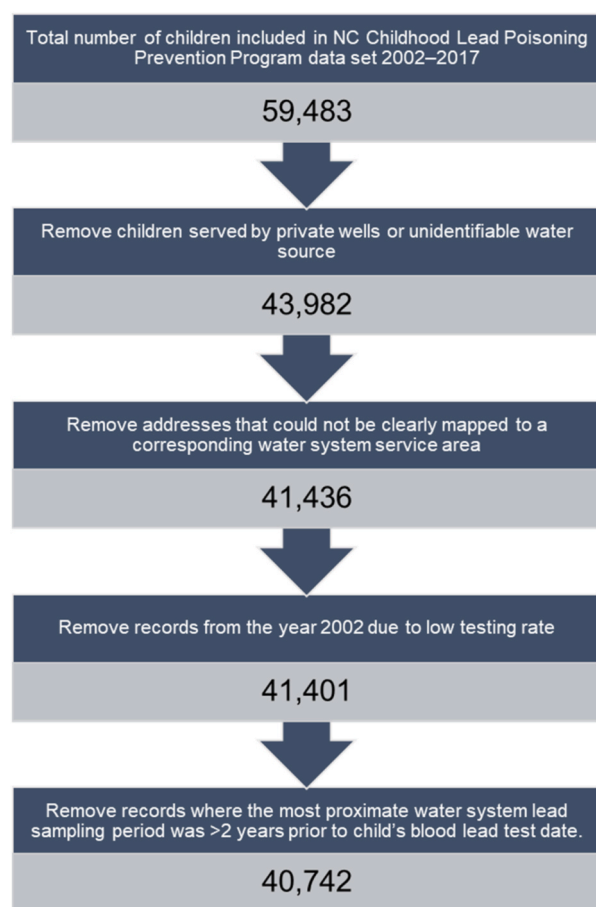 Total number of children included in NC Childhood Lead Poisoning
Prevention Program data set 2002–2017
59,483
Remove children served by private wells or unidentifiable water
source
43,982
Remove addresses that could not be clearly mapped to a
corresponding water system service area
41,436
Remove records from the year 2002 due to low testing rate
41,401
Remove records where the most proximate water system lead
sampling period was >2 years prior to child’s blood lead test date.
40,742